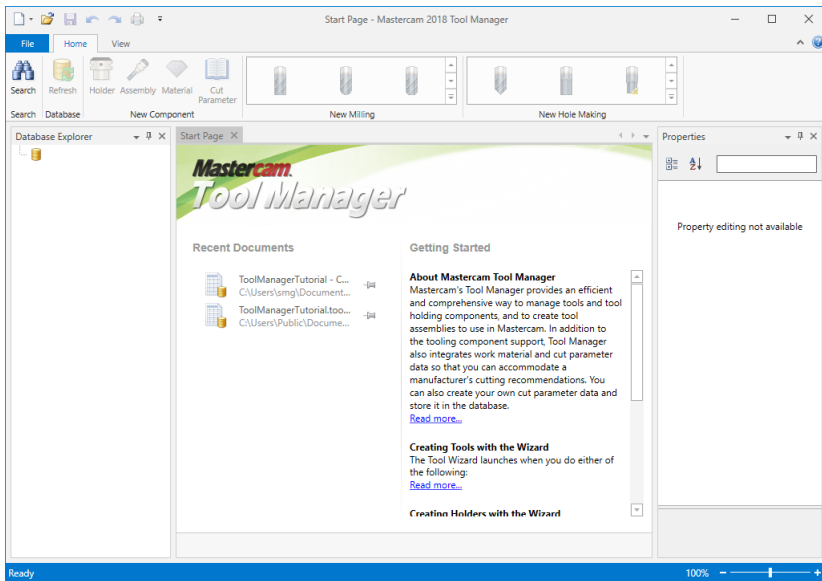 Start Page - Mastercam 2018 Tool Manager
File Home View
Search Refresh Holder Assembly Material Cut
Parameter
Search Database New Component New Milling New Hole Making
Database Explorer
Start Page
Properties
Mastercam.
Tool Manager
Recent Documents
ToolManagerTutorial - C...
C:\Users\smg\Document...
ToolManagerTutorial.too...
C:\Users\Public\Docume...
Getting Started
About Mastercam Tool Manager
Mastercam's Tool Manager provides an efficient
and comprehensive way to manage tools and tool
holding components, and to create tool
assemblies to use in Mastercam. In addition to
the tooling component support, Tool Manager
also integrates work material and cut parameter
data so that you can accommodate a
manufacturer's cutting recommendations. You
can also create your own cut parameter data and
store it in the database.
Read more...
Creating Tools with the Wizard
The Tool Wizard launches when you do either of
the following:
Read more...
Creating Holders with the Wizard
Property editing not available
Ready
100%